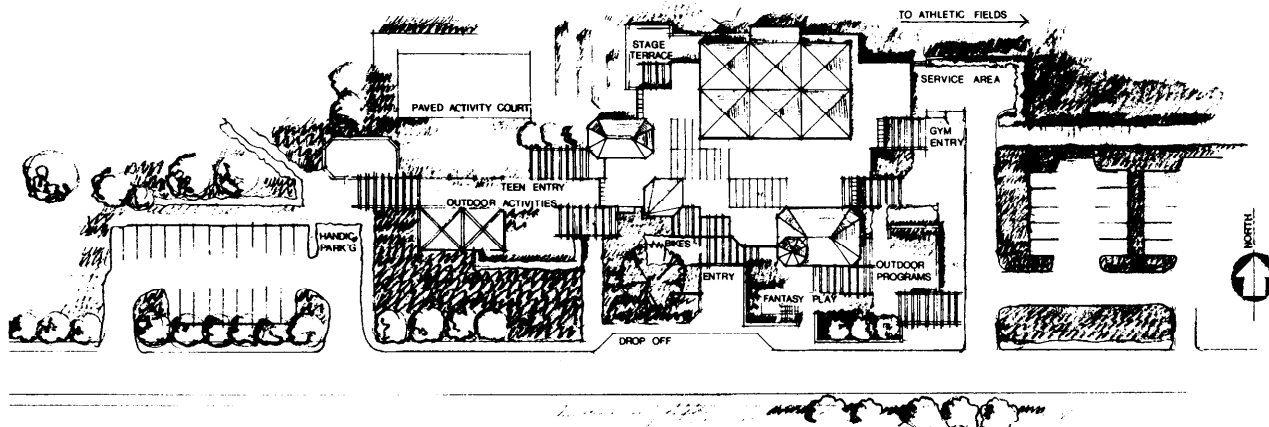 TO ATHLETIC FIELDS
STAGE
TERRACE
SERVICE AREA
PAVED ACTIVITY COURT
GYM
ENTRY
TEEN ENTRY
OUTDOOR ACTIVITIES
HANDIC.
PARK'G
BIKES
ENTRY
OUTDOOR
PROGRAMS
FANTASY PLAY
DROP OFF
NORTH